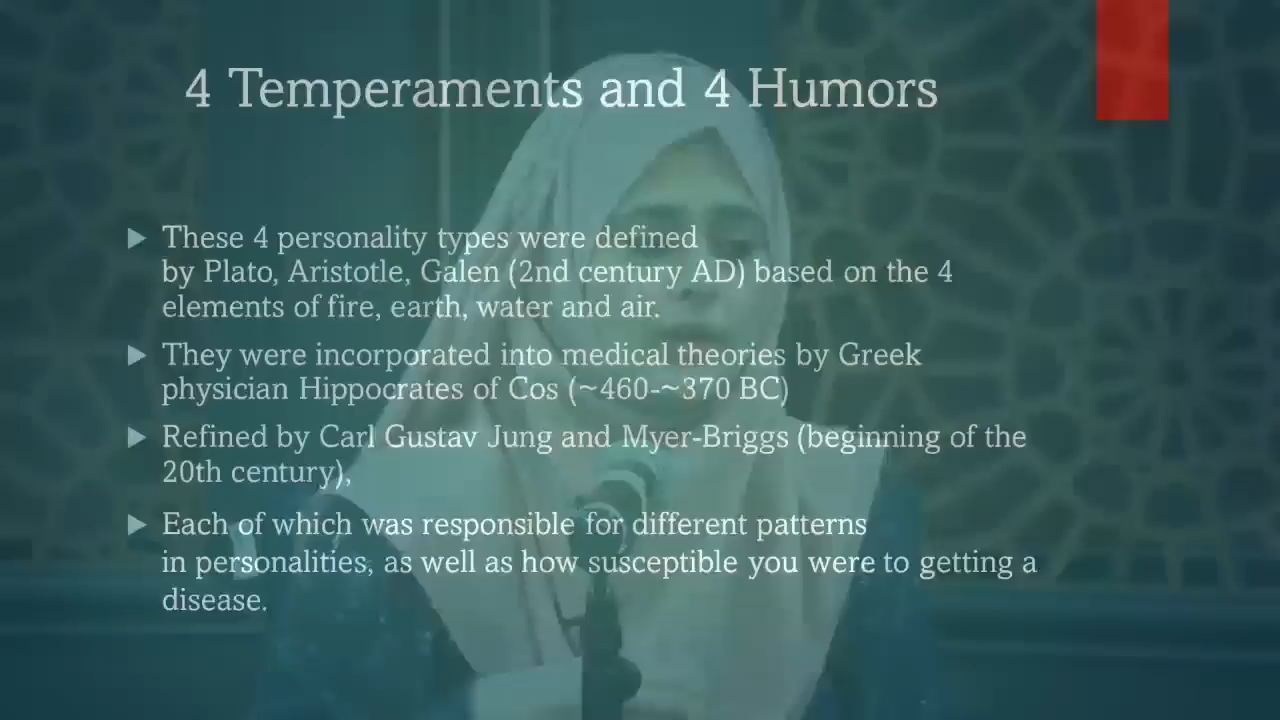 4 Temperaments and 4 Humors
These 4 personality types were defined
by Plato, Aristotle, Galen (2nd century AD) based on the 4
elements of fire, earth, water and air.
They were incorporated into medical theories by Greek
physician Hippocrates of Cos (~460-~370 BC)
Refined by Carl Gustav Jung and Myer-Briggs (beginning of the
20th century),
Each of which was responsible for different patterns
in personalities, as well as how susceptible you were to getting a
disease.